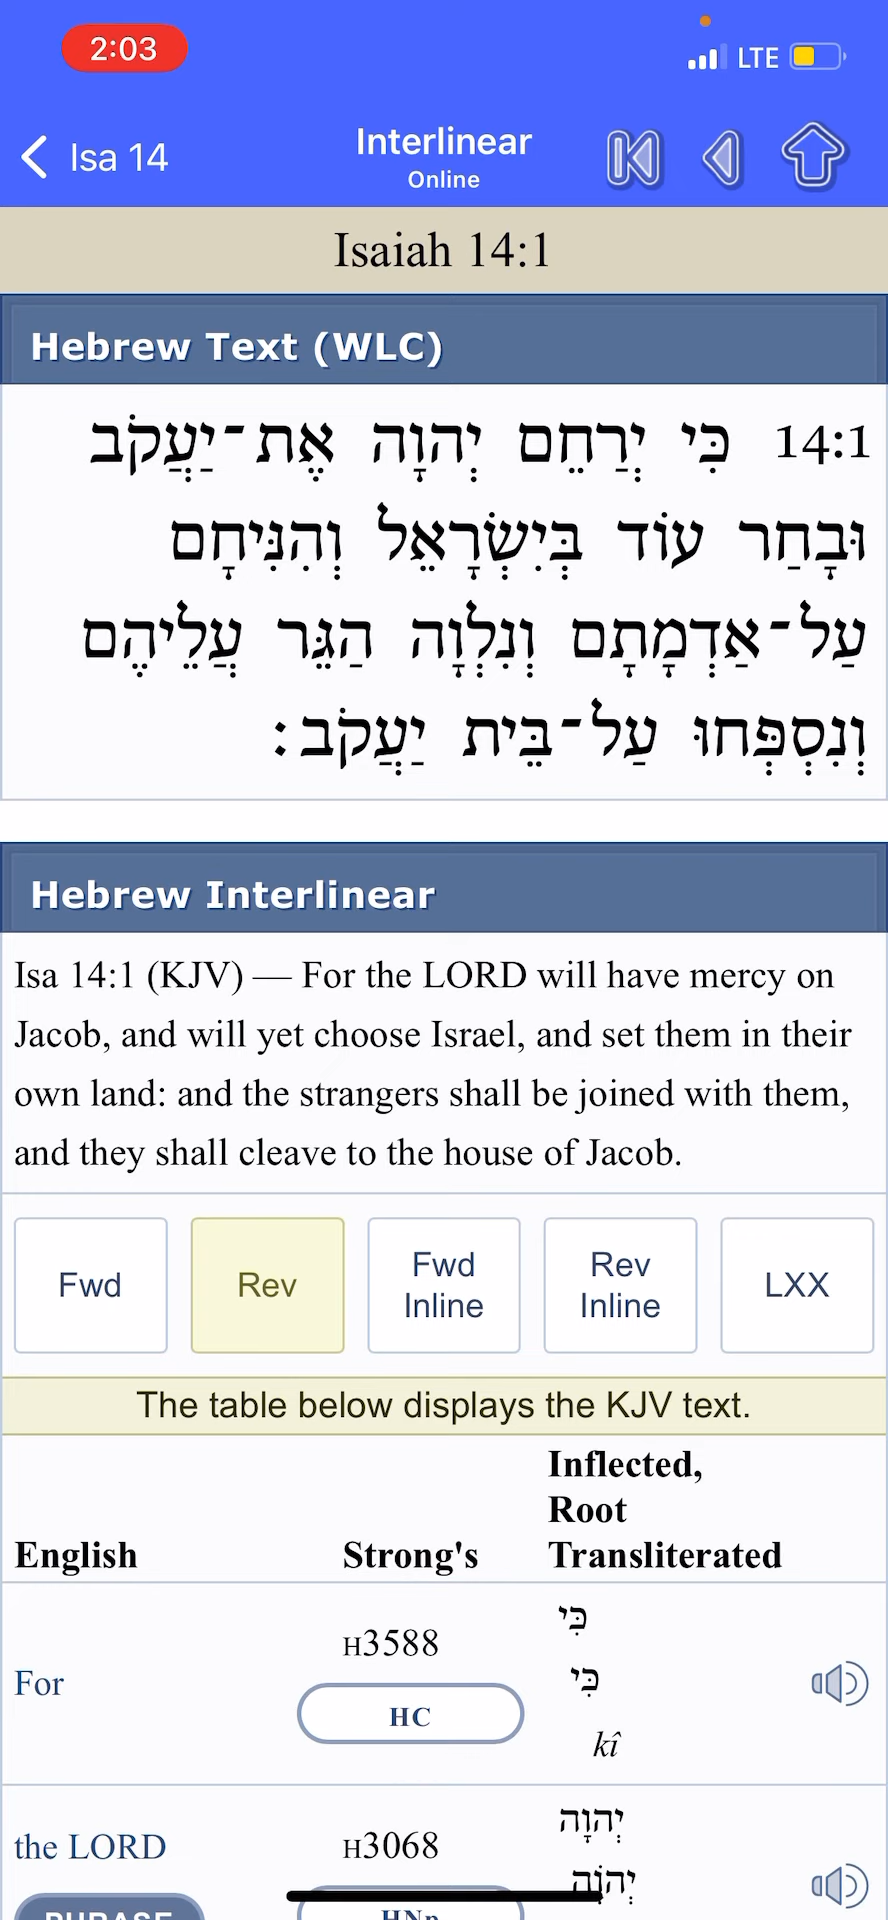 2:03
LTE
Isa 14
Interlinear
Online
Isaiah 14:1
Hebrew Text (WLC)
14:1 כִּי יְרַחֵם יְהוָה אֶת־יַעֲקֹב
וּבָחַר עוֹד בְּיִשְׂרָאֵל וְהִנִּיחָם
עַל־אַדְמָתָם וְנִלְוָה הַגֵּר עֲלֵיהֶם
וְנִסְפְּחוּ עַל־בֵּית יַעֲקֹב׃
Hebrew Interlinear
Isa 14:1 (KJV) — For the LORD will have mercy on
Jacob, and will yet choose Israel, and set them in their
own land: and the strangers shall be joined with them,
and they shall cleave to the house of Jacob.
Fwd
Rev
Fwd
Inline
Rev
Inline
LXX
The table below displays the KJV text.
English
Strong's
Inflected,
Root
Transliterated
For
H3588
HC
כִּי
כִּי
kî
the LORD
H3068
יְהוָה
יְהֹוָה
PHRASE
HNp